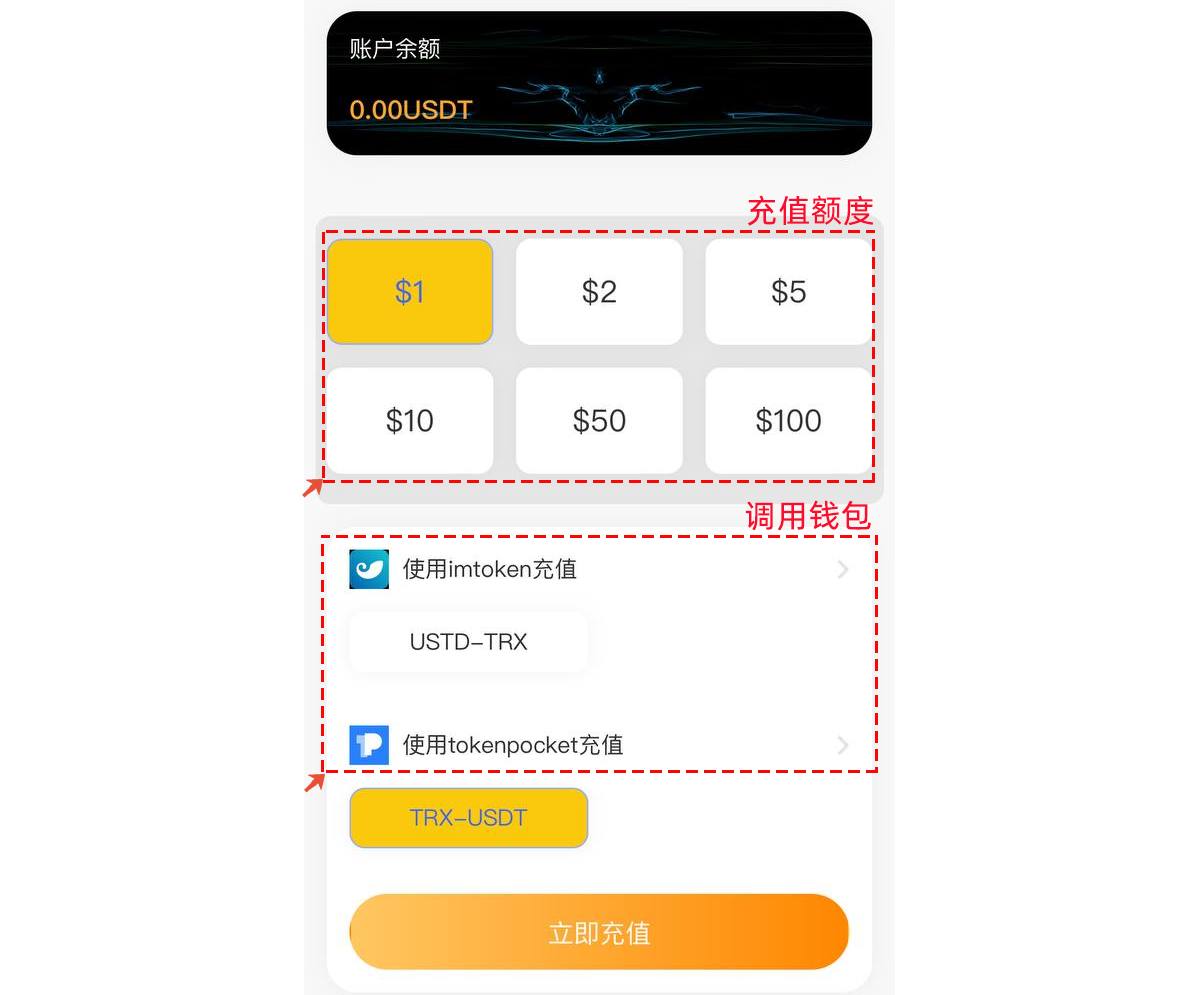 账户余额
0.00USDT
充值额度
$1
$2
$5
$10
$50
$100
调用钱包
使用imtoken充值
USTD-TRX
使用tokenpocket充值
TRX-USDT
立即充值